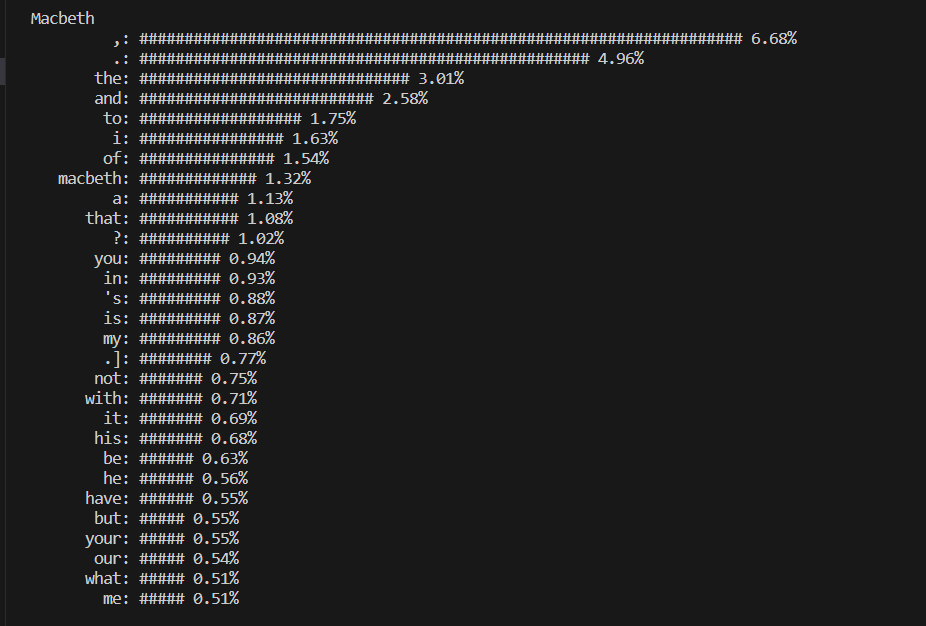 Macbeth
,: ################################################################### 6.68%
.: ################################################## 4.96%
the: ############################## 3.01%
and: ########################## 2.58%
to: ################## 1.75%
i: ################ 1.63%
of: ############### 1.54%
macbeth: ############# 1.32%
a: ########### 1.13%
that: ########### 1.08%
?: ########## 1.02%
you: ######### 0.94%
in: ######### 0.93%
's: ######### 0.88%
is: ######### 0.87%
my: ######### 0.86%
.]: ######## 0.77%
not: ####### 0.75%
with: ####### 0.71%
it: ####### 0.69%
his: ####### 0.68%
be: ###### 0.63%
he: ###### 0.56%
have: ###### 0.55%
but: ##### 0.55%
your: ##### 0.55%
our: ##### 0.54%
what: ##### 0.51%
me: ##### 0.51%